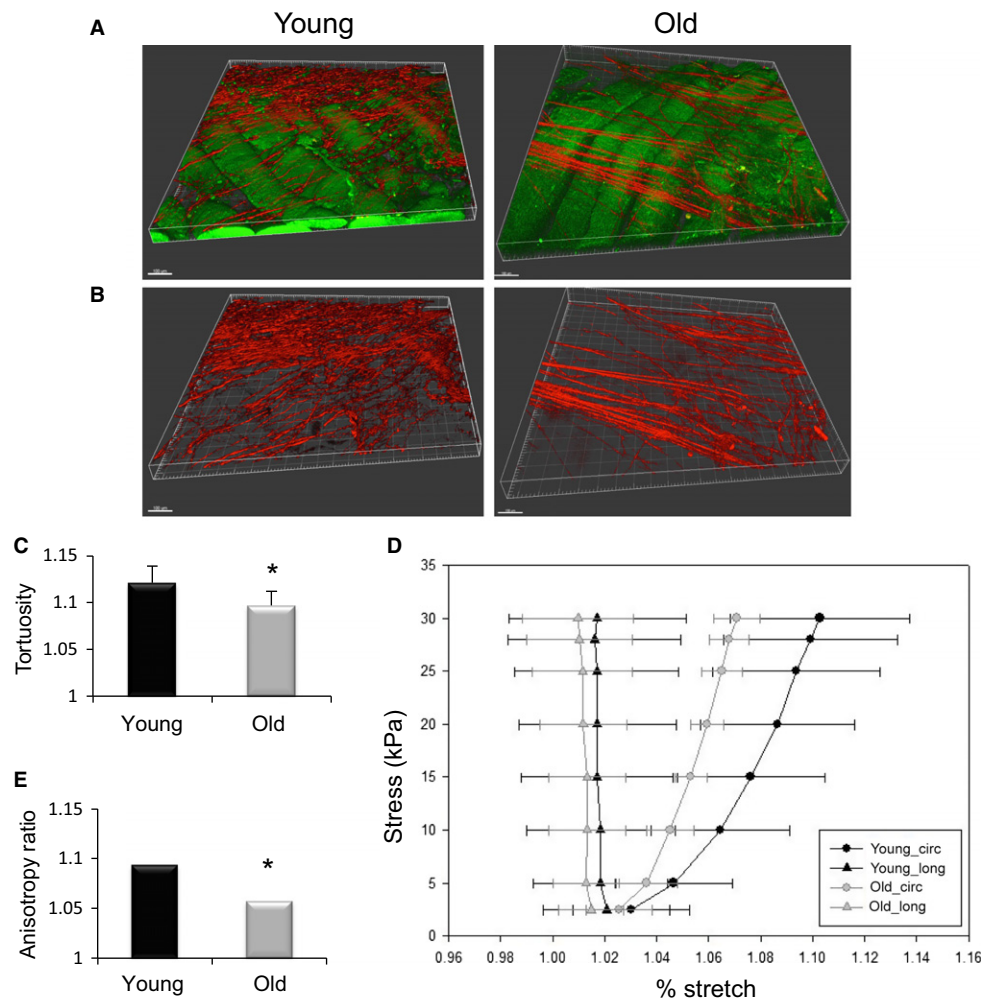 Young Old
A
B
C
Tortuosity
1.15
1.1
1.05
1
*
Young Old
D
Stress (kPa)
35
30
25
20
15
10
5
0
0.96 0.98 1.00 1.02 1.04 1.06 1.08 1.10 1.12 1.14 1.16
% stretch
Young_circ
Young_long
Old_circ
Old_long
E
Anisotropy ratio
1.15
1.1
1.05
1
*
Young Old